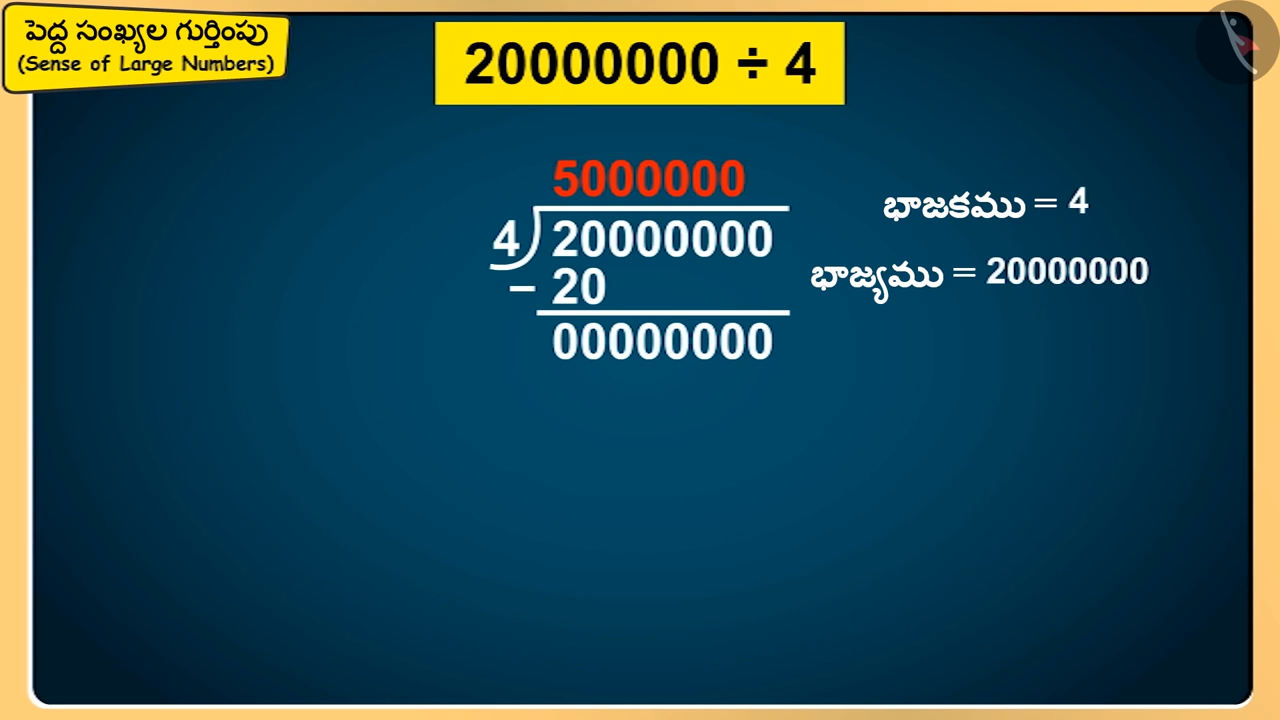 పెద్ద సంఖ్యల గుర్తింపు
(Sense of Large Numbers)
20000000 ÷ 4
5000000
4 20000000
– 20
00000000
భాజకము = 4
భాజ్యము = 20000000